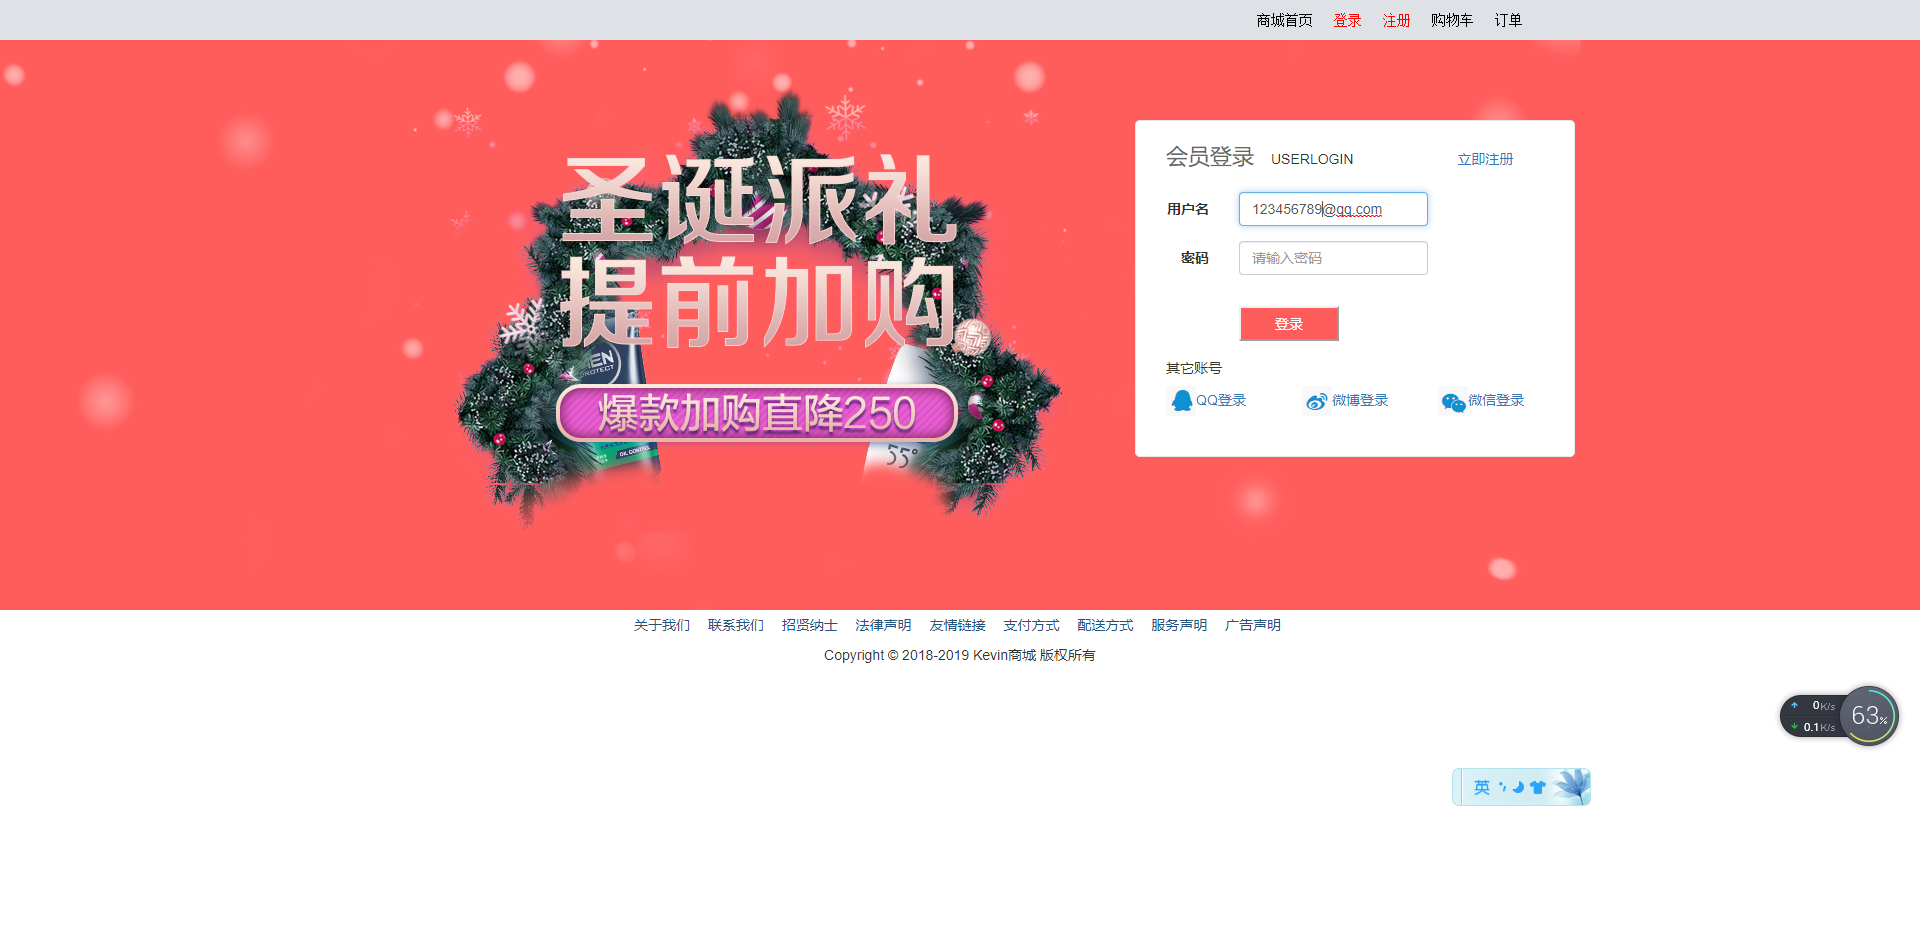 商城首页 登录 注册 购物车 订单
圣诞派礼
提前加购
MEN
PROTECT
爆款加购直降250
OIL CONTROL
55°
会员登录 USERLOGIN 立即注册
用户名 123456789@qq.com
密码 请输入密码
登录
其它账号
QQ登录 微博登录 微信登录
关于我们 联系我们 招贤纳士 法律声明 友情链接 支付方式 配送方式 服务声明 广告声明
Copyright © 2018-2019 Kevin商城 版权所有
0K/s
0.1K/s
63%
英